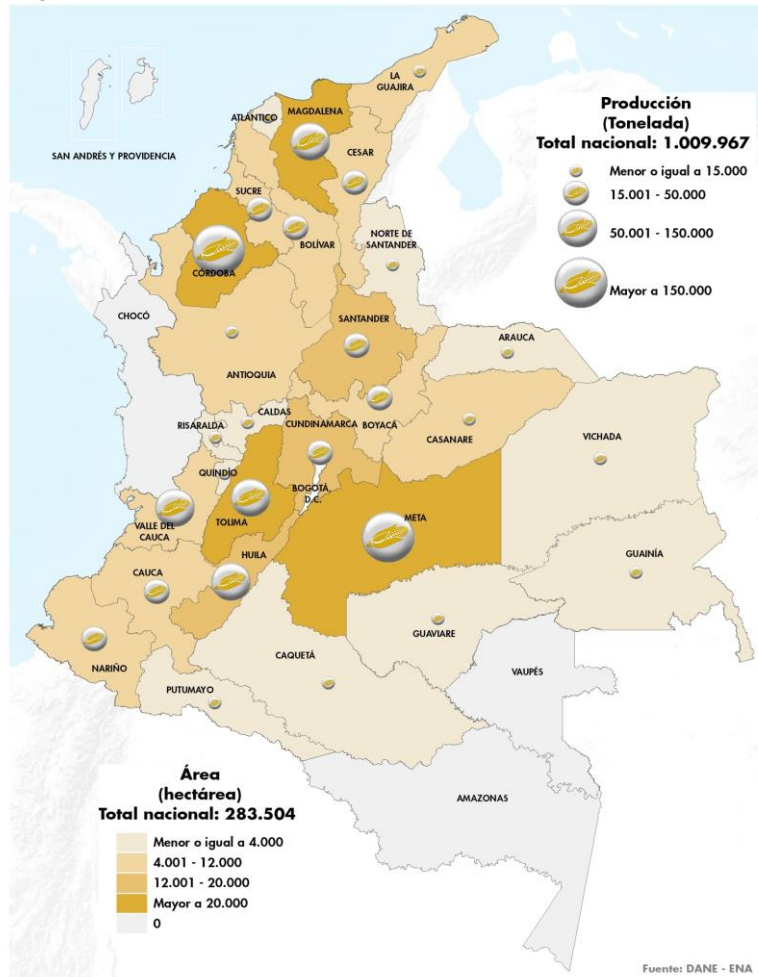 LA
GUAJIRA
ATLÁNTICO
MAGDALENA
CESAR
SAN ANDRÉS Y PROVIDENCIA
Producción
(Tonelada)
Total nacional: 1.009.967
Menor o igual a 15.000
15.001 - 50.000
50.001 - 150.000
Mayor a 150.000
SUCRE
BOLÍVAR
NORTE DE
SANTANDER
CÓRDOBA
CHOCÓ
SANTANDER
ARAUCA
ANTIOQUIA
RISARALDA
CALDAS
CUNDINAMARCA
BOYACÁ
CASANARE
VICHADA
QUINDÍO
BOGOTÁ,
D.C.
TOLIMA
META
VALLE DEL
CAUCA
HUILA
CAUCA
GUAINÍA
NARIÑO
GUAVIARE
CAQUETÁ
VAUPÉS
PUTUMAYO
AMAZONAS
Área
(hectárea)
Total nacional: 283.504
Menor o igual a 4.000
4.001 - 12.000
12.001 - 20.000
Mayor a 20.000
0
Fuente: DANE - ENA